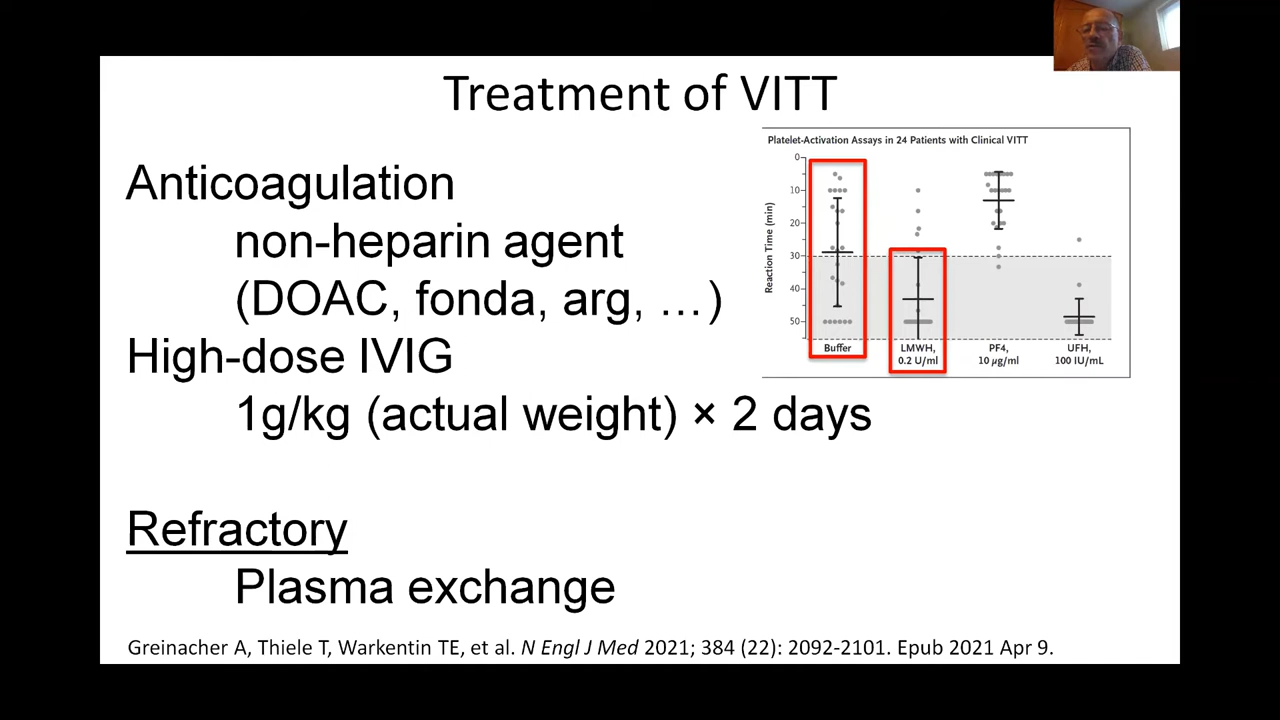 Treatment of VITT
Anticoagulation
non-heparin agent
(DOAC, fonda, arg, …)
High-dose IVIG
1g/kg (actual weight) × 2 days
Refractory
Plasma exchange
Platelet-Activation Assays in 24 Patients with Clinical VITT
Reaction Time (min)
0
10
20
30
40
50
Buffer
LMWH,
0.2 U/ml
PF4,
10 µg/ml
UFH,
100 IU/mL
Greinacher A, Thiele T, Warkentin TE, et al. N Engl J Med 2021; 384 (22): 2092-2101. Epub 2021 Apr 9.